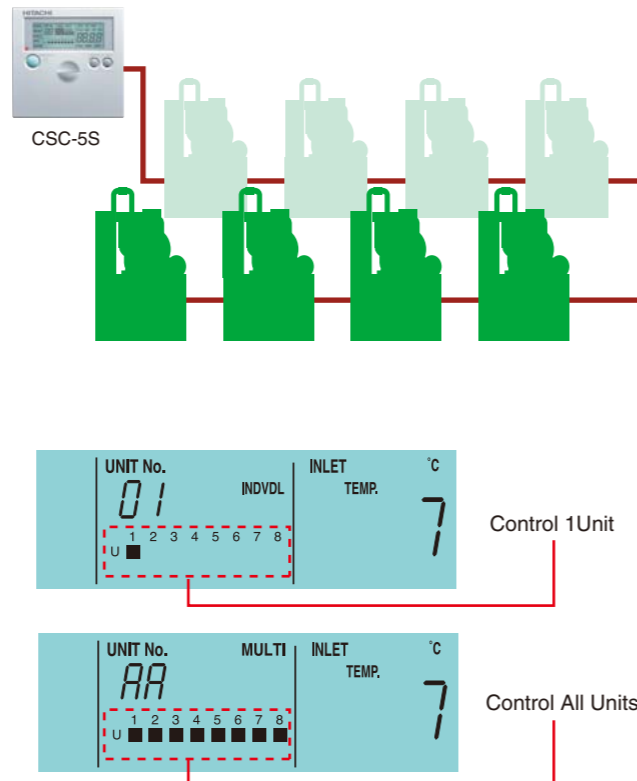 HITACHI
CSC-5S
UNIT No.
01
INDVDL
1 2 3 4 5 6 7 8
U ■
INLET
TEMP.
°C
7
Control 1Unit
UNIT No.
AA
MULTI
1 2 3 4 5 6 7 8
U ■ ■ ■ ■ ■ ■ ■ ■
INLET
TEMP.
°C
7
Control All Units